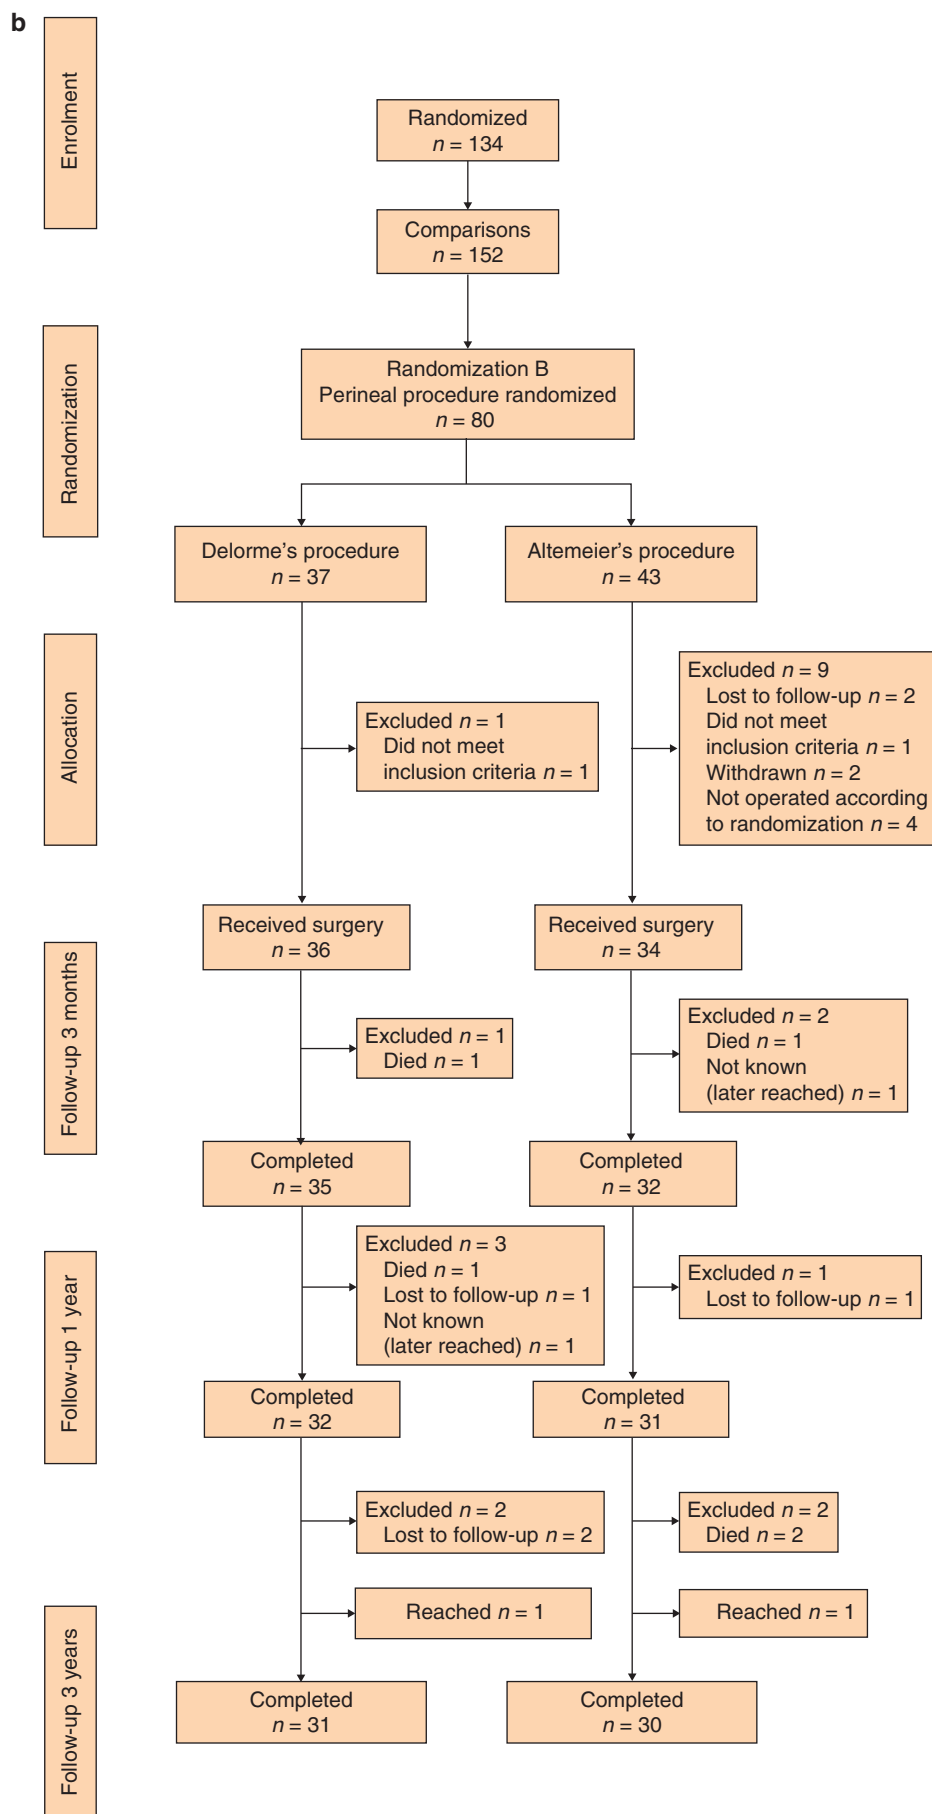 b
Enrolment
Randomized
n = 134
Comparisons
n = 152
Randomization
Randomization B
Perineal procedure randomized
n = 80
Delorme's procedure
n = 37
Altemeier's procedure
n = 43
Allocation
Excluded n = 1
Did not meet
inclusion criteria n = 1
Excluded n = 9
Lost to follow-up n = 2
Did not meet
inclusion criteria n = 1
Withdrawn n = 2
Not operated according
to randomization n = 4
Received surgery
n = 36
Received surgery
n = 34
Follow-up 3 months
Excluded n = 1
Died n = 1
Excluded n = 2
Died n = 1
Not known
(later reached) n = 1
Completed
n = 35
Completed
n = 32
Follow-up 1 year
Excluded n = 3
Died n = 1
Lost to follow-up n = 1
Not known
(later reached) n = 1
Excluded n = 1
Lost to follow-up n = 1
Completed
n = 32
Completed
n = 31
Excluded n = 2
Lost to follow-up n = 2
Excluded n = 2
Died n = 2
Reached n = 1
Reached n = 1
Follow-up 3 years
Completed
n = 31
Completed
n = 30